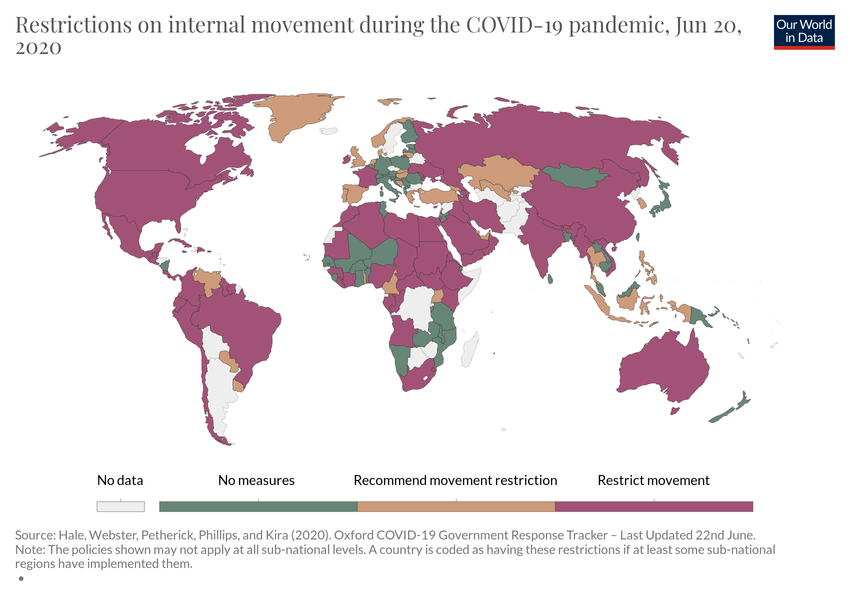 Restrictions on internal movement during the COVID-19 pandemic, Jun 20,
2020
Our World
in Data
No data
No measures
Recommend movement restriction
Restrict movement
Source: Hale, Webster, Petherick, Phillips, and Kira (2020). Oxford COVID-19 Government Response Tracker – Last Updated 22nd June.
Note: The policies shown may not apply at all sub-national levels. A country is coded as having these restrictions if at least some sub-national
regions have implemented them.
•